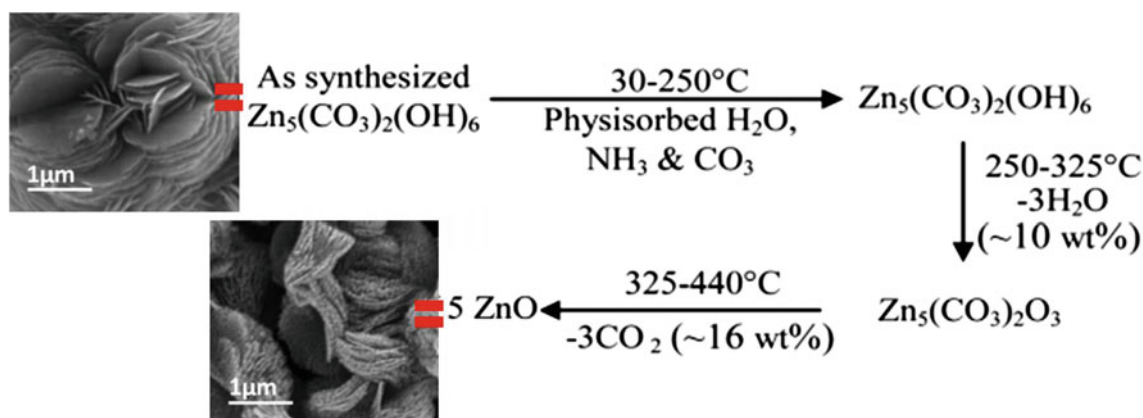 As synthesized
Zn₅(CO₃)₂(OH)₆
1μm
30-250°C
Physisorbed H₂O,
NH₃ & CO₃
Zn₅(CO₃)₂(OH)₆
250-325°C
-3H₂O
(~10 wt%)
Zn₅(CO₃)₂O₃
325-440°C
-3CO₂ (~16 wt%)
5 ZnO
1μm